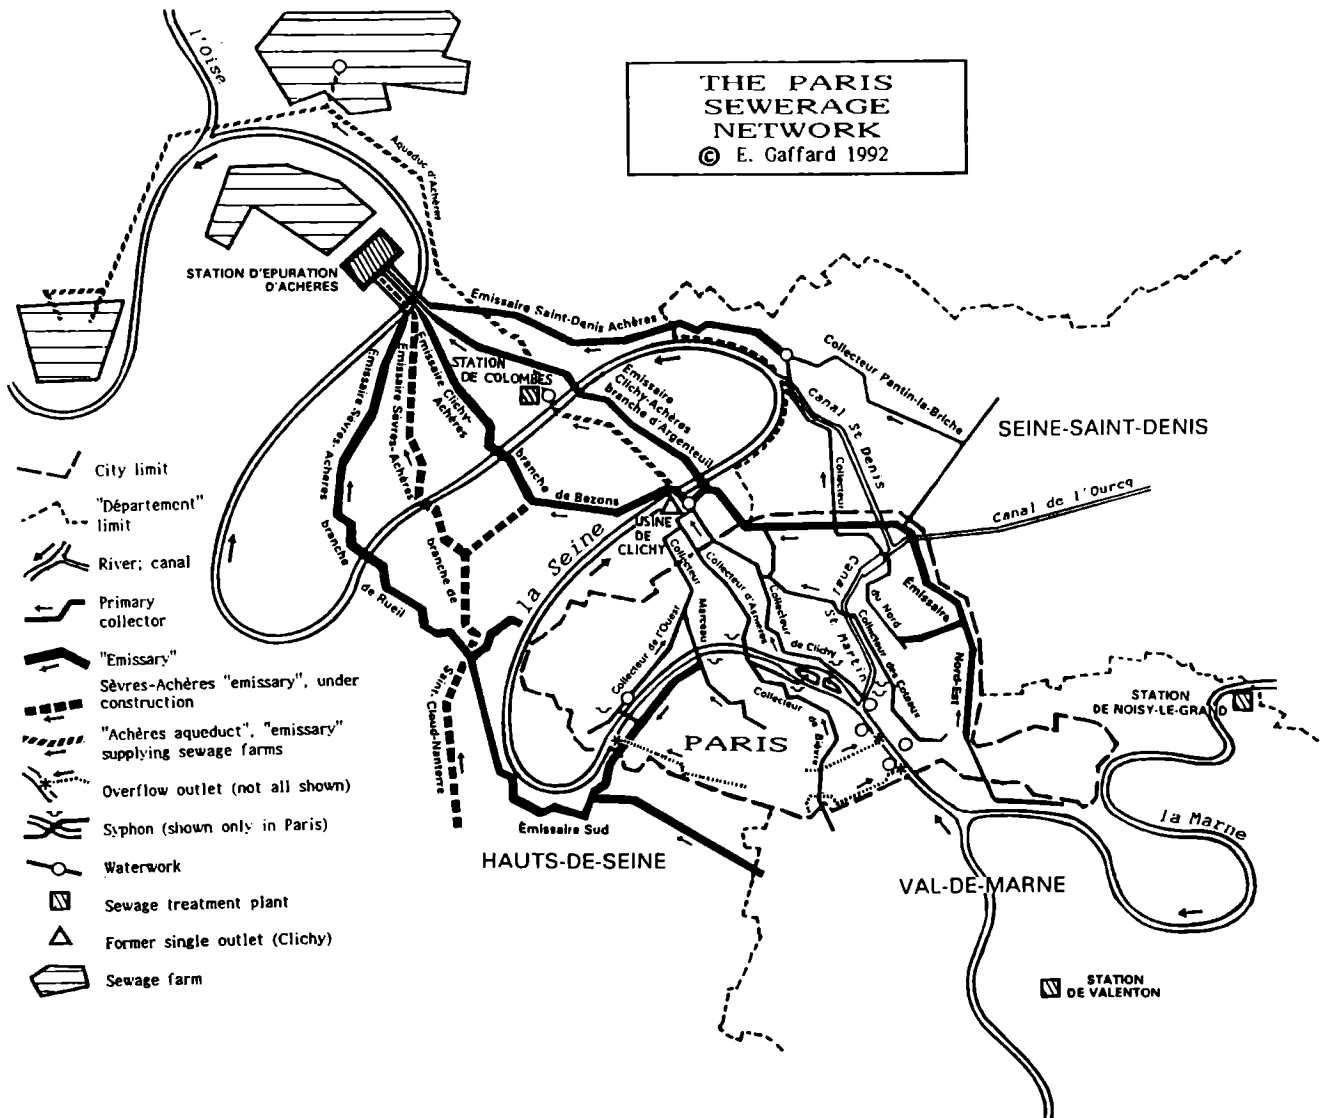 THE PARIS
SEWERAGE
NETWORK
© E. Gaffard 1992
l'Oise
Aqueduc d'Achères
STATION D'EPURATION
D'ACHERES
Emissaire Saint-Denis Achères
STATION
DE COLOMBES
Emissaire
Clichy-Achères
branche d'Argenteuil
Emissaire Clichy-
Achères
branche
de Bezons
Emissaire Sèvres-Achères
branche de
Saint-Cloud-Nanterre
Emissaire Sèvres-Achères
branche
de Rueil
Collecteur Pantin-la-Briche
Canal St Denis
SEINE-SAINT-DENIS
Canal de l'Ourcq
USINE
DE
CLICHY
la Seine
Collecteur
du Nord
Canal
St. Martin
Émissaire
Nord-Est
Collecteur
Marceau
Collecteur d'Asnières
Collecteur
de Clichy
Collecteur des Coteaux
Collecteur de l'Ouest
Collecteur
de Bièvre
PARIS
Émissaire Sud
HAUTS-DE-SEINE
VAL-DE-MARNE
STATION
DE NOISY-LE-GRAND
la Marne
STATION
DE VALENTON
City limit
"Département"
limit
River; canal
Primary
collector
"Emissary"
Sèvres-Achères "emissary", under
construction
"Achères aqueduct", "emissary"
supplying sewage farms
Overflow outlet (not all shown)
Syphon (shown only in Paris)
Waterwork
Sewage treatment plant
Former single outlet (Clichy)
Sewage farm